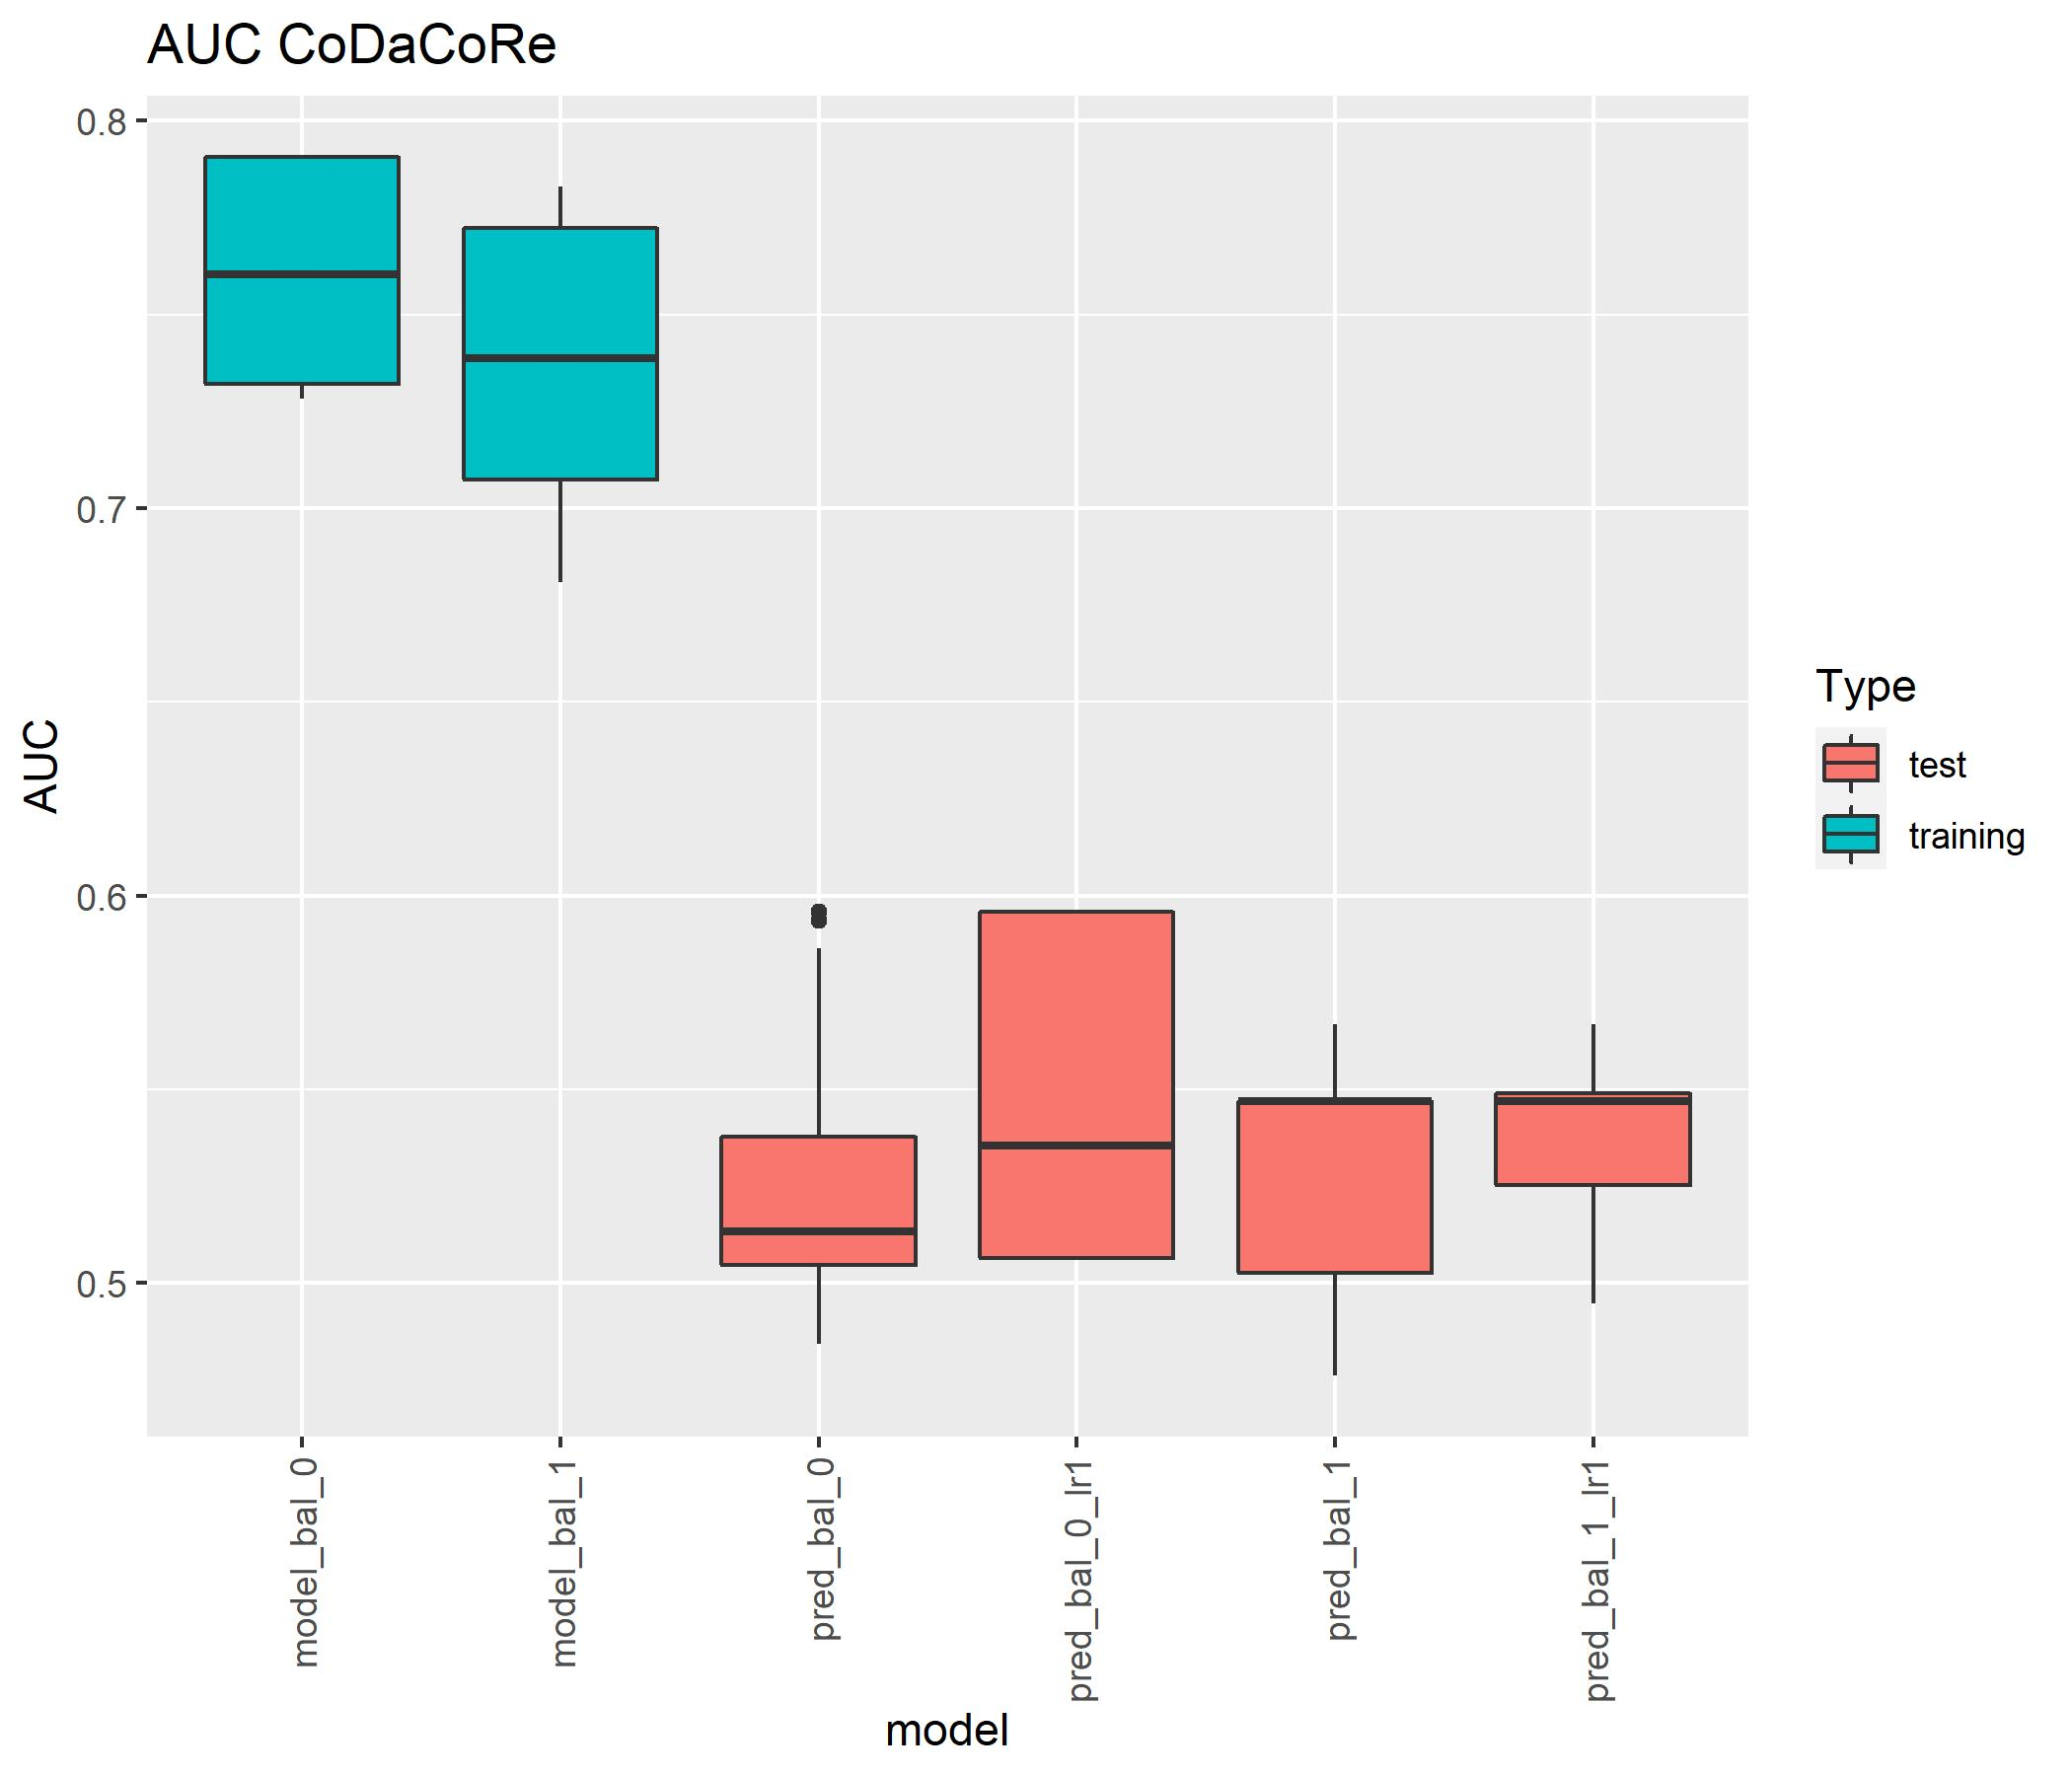 AUC CoDaCoRe
0.8
0.7
0.6
0.5
AUC
model_bal_0
model_bal_1
pred_bal_0
pred_bal_0_lr1
pred_bal_1
pred_bal_1_lr1
model
Type
test
training